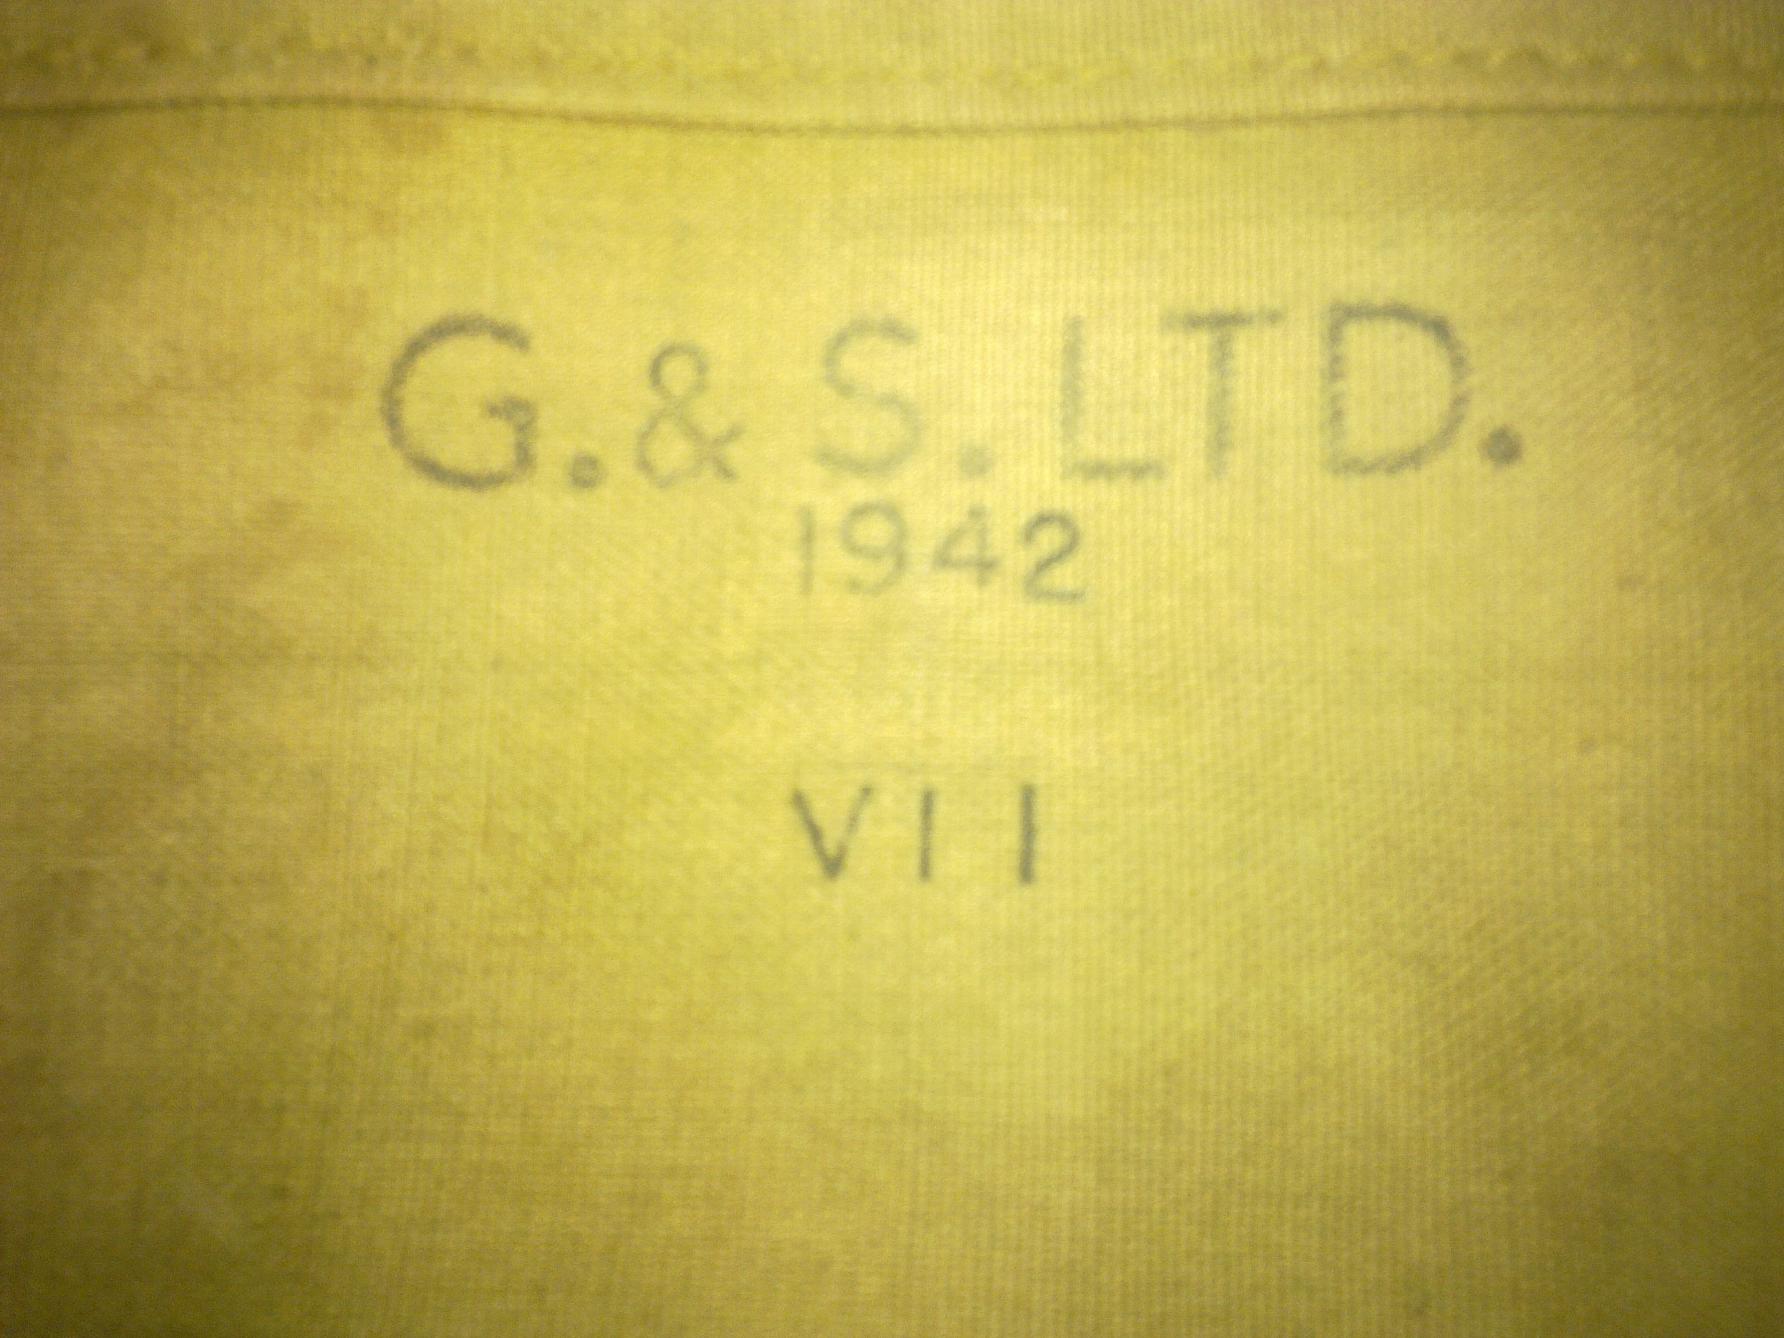 G. & S. LTD.
1942
VII